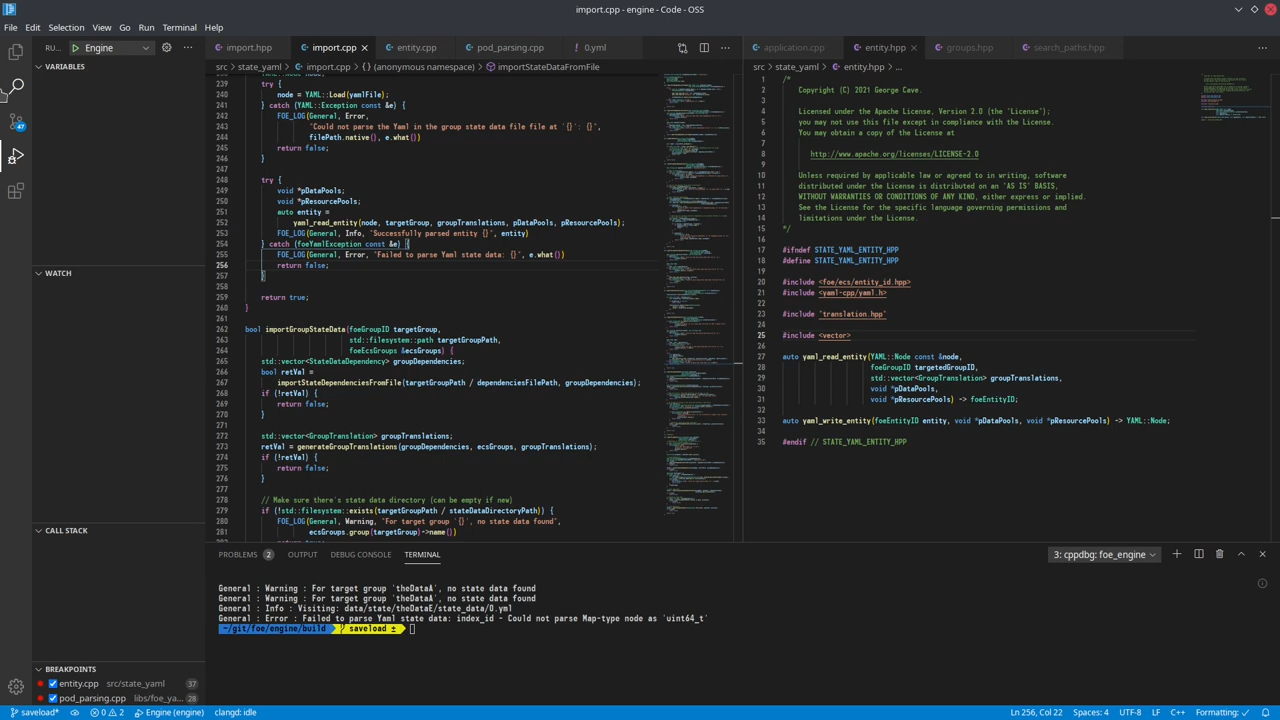 import.cpp - engine - Code - OSS
File Edit Selection View Go Run Terminal Help
RU... Engine
import.hpp import.cpp entity.cpp pod_parsing.cpp 0.yml
application.cpp entity.hpp groups.hpp search_paths.hpp
VARIABLES
src > state_yaml > import.cpp > {} (anonymous namespace) > importStateDataFromFile
239 try {
240 node = YAML::Load(yamlFile);
241 catch (YAML::Exception const &e) {
242 FOE_LOG(General, Error,
243 "Could not parse the Yaml in the group state data file file at '{}': {}",
244 filePath.native(), e.what())
245 return false;
246 }
247
248 try {
249 void *pDataPools;
250 void *pResourcePools;
251 auto entity =
252 yaml_read_entity(node, targetGroup, groupTranslations, pDataPools, pResourcePools);
253 FOE_LOG(General, Info, "Successfully parsed entity {}", entity)
254 } catch (foeYamlException const &e) {
255 FOE_LOG(General, Error, "Failed to parse Yaml state data: {}", e.what())
256 return false;
257 }
259 return true;
260 }
262 bool importGroupStateData(foeGroupID targetGroup,
263 std::filesystem::path targetGroupPath,
264 foeEcsGroups &ecsGroups) {
265 std::vector<StateDataDependency> groupDependencies;
266 bool retVal =
267 importStateDependenciesFromFile(targetGroupPath / dependenciesFilePath, groupDependencies);
268 if (!retVal) {
269 return false;
270 }
271
272 std::vector<GroupTranslation> groupTranslations;
273 retVal = generateGroupTranslations(groupDependencies, ecsGroups, groupTranslations);
274 if (!retVal) {
275 return false;
276 }
277
278 // Make sure there's state data directory (can be empty if new)
279 if (!std::filesystem::exists(targetGroupPath / stateDataDirectoryPath)) {
280 FOE_LOG(General, Warning, "For target group '{}', no state data found",
281 ecsGroups.group(targetGroup)->name())
src > state_yaml > entity.hpp > ...
1 /*
2 Copyright (C) 2021 George Cave.
3
4 Licensed under the Apache License, Version 2.0 (the "License");
5 you may not use this file except in compliance with the License.
6 You may obtain a copy of the License at
7
8 http://www.apache.org/licenses/LICENSE-2.0
9
10 Unless required by applicable law or agreed to in writing, software
11 distributed under the License is distributed on an "AS IS" BASIS,
12 WITHOUT WARRANTIES OR CONDITIONS OF ANY KIND, either express or implied.
13 See the License for the specific language governing permissions and
14 limitations under the License.
15 */
17 #ifndef STATE_YAML_ENTITY_HPP
18 #define STATE_YAML_ENTITY_HPP
20 #include <foe/ecs/entity_id.hpp>
21 #include <yaml-cpp/yaml.h>
23 #include "translation.hpp"
25 #include <vector>
27 auto yaml_read_entity(YAML::Node const &node,
28 foeGroupID targetedGroupID,
29 std::vector<GroupTranslation> groupTranslations,
30 void *pDataPools,
31 void *pResourcePools) -> foeEntityID;
32
33 auto yaml_write_entity(foeEntityID entity, void *pDataPools, void *pResourcePools) -> YAML::Node;
34
35 #endif // STATE_YAML_ENTITY_HPP
47
WATCH
CALL STACK
PROBLEMS 2 OUTPUT DEBUG CONSOLE TERMINAL
3: cppdbg: foe_engine
General : Warning : For target group 'theDataA', no state data found
General : Warning : For target group 'theDataA', no state data found
General : Info : Visiting: data/state/theDataE/state_data/0.yml
General : Error : Failed to parse Yaml state data: index_id - Could not parse Map-type node as 'uint64_t'
~/git/foe/engine/build saveload ±
BREAKPOINTS
entity.cpp src/state_yaml 37
pod_parsing.cpp libs/foe_ya... 28
saveload* 0 2 Engine (engine) clangd: idle
Ln 256, Col 22 Spaces: 4 UTF-8 LF C++ Formatting: ✓